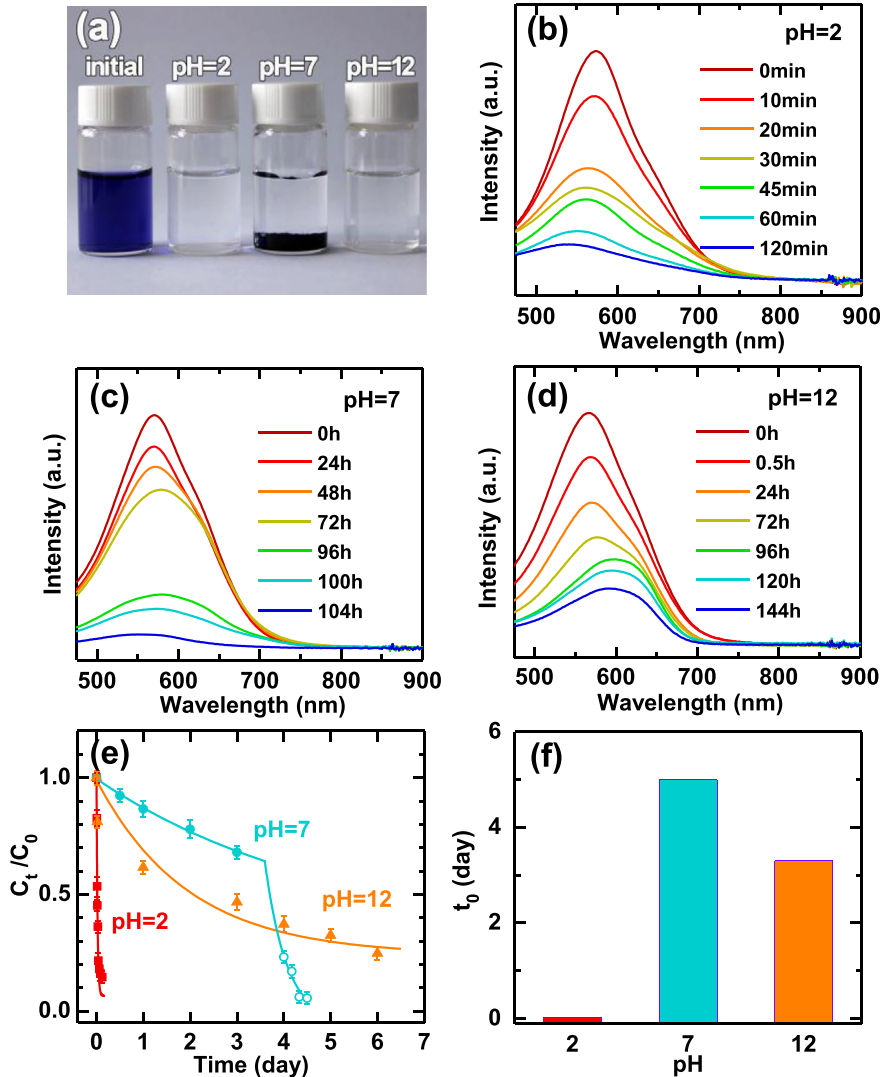 (a)
initial pH=2 pH=7 pH=12
(b)
pH=2
0min
10min
20min
30min
45min
60min
120min
Intensity (a.u.)
500 600 700 800 900
Wavelength (nm)
(c)
pH=7
0h
24h
48h
72h
96h
100h
104h
Intensity (a.u.)
500 600 700 800 900
Wavelength (nm)
(d)
pH=12
0h
0.5h
24h
72h
96h
120h
144h
Intensity (a.u.)
500 600 700 800 900
Wavelength (nm)
(e)
1.0
0.5
0.0
Ct/C0
pH=7
pH=12
pH=2
0 1 2 3 4 5 6 7
Time (day)
(f)
6
4
2
0
t0 (day)
2 7 12
pH